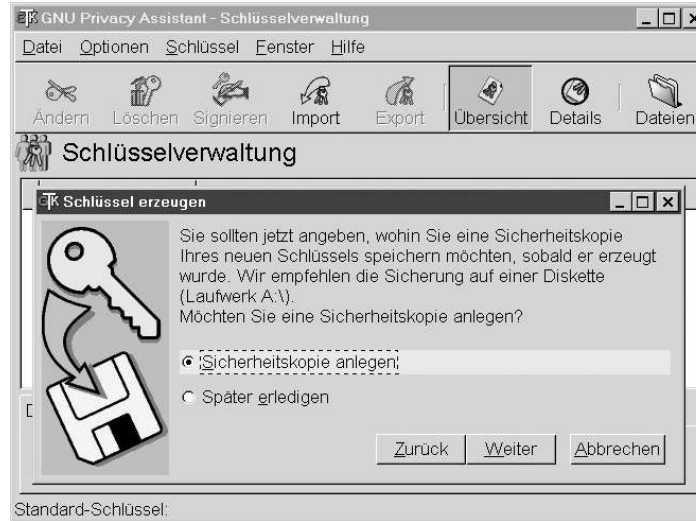 GNU Privacy Assistant - Schlüsselverwaltung
Datei Optionen Schlüssel Fenster Hilfe
Ändern Löschen Signieren Import Export Übersicht Details Dateien
Schlüsselverwaltung
Schlüssel erzeugen
Sie sollten jetzt angeben, wohin Sie eine Sicherheitskopie
Ihres neuen Schlüssels speichern möchten, sobald er erzeugt
wurde. Wir empfehlen die Sicherung auf einer Diskette
(Laufwerk A:\).
Möchten Sie eine Sicherheitskopie anlegen?
Sicherheitskopie anlegen
Später erledigen
Zurück Weiter Abbrechen
Standard-Schlüssel: